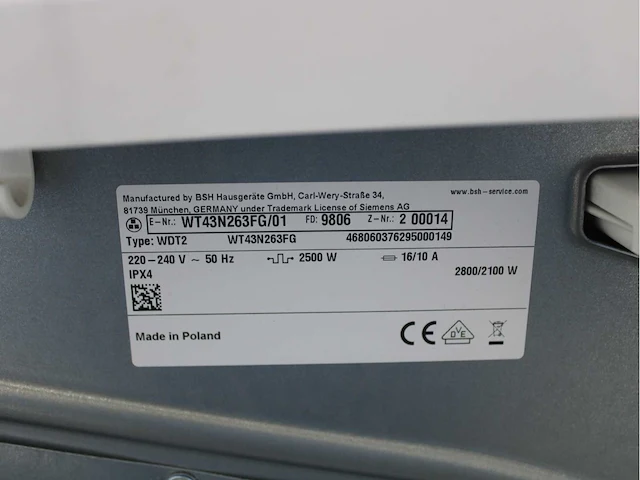 Manufactured by BSH Hausgeräte GmbH, Carl-Wery-Straße 34,
www.bsh-service.com
81739 München, GERMANY under Trademark License of Siemens AG
E-Nr.: WT43N263FG/01 FD: 9806 Z-Nr.: 2 00014
Type: WDT2 WT43N263FG 468060376295000149
220-240 V ~ 50 Hz 2500 W 16/10 A
IPX4 2800/2100 W
Made in Poland CE DVE